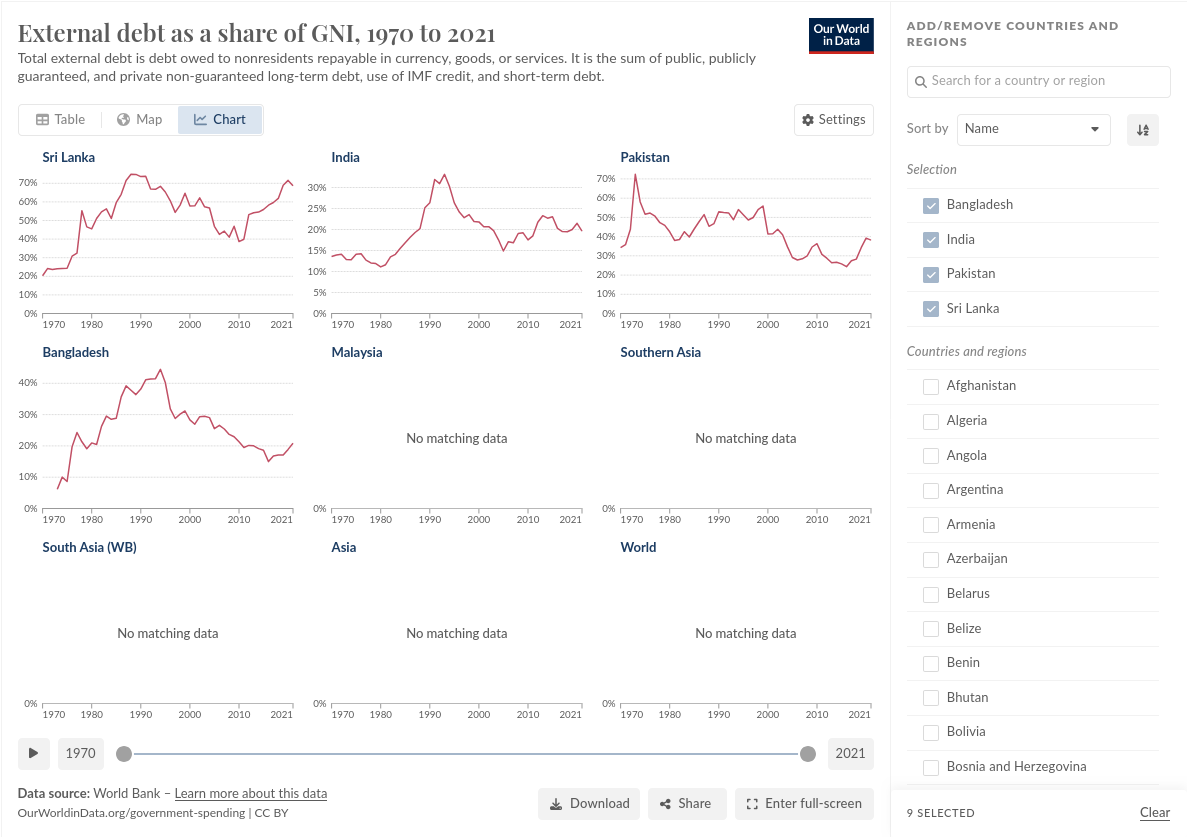 External debt as a share of GNI, 1970 to 2021
Total external debt is debt owed to nonresidents repayable in currency, goods, or services. It is the sum of public, publicly
guaranteed, and private non-guaranteed long-term debt, use of IMF credit, and short-term debt.
Our World
in Data
Table
Map
Chart
Settings
Sri Lanka
70%
60%
50%
40%
30%
20%
10%
0%
1970 1980 1990 2000 2010 2021
India
30%
25%
20%
15%
10%
5%
0%
1970 1980 1990 2000 2010 2021
Pakistan
70%
60%
50%
40%
30%
20%
10%
0%
1970 1980 1990 2000 2010 2021
Bangladesh
40%
30%
20%
10%
0%
1970 1980 1990 2000 2010 2021
Malaysia
No matching data
0%
1970 1980 1990 2000 2010 2021
Southern Asia
No matching data
0%
1970 1980 1990 2000 2010 2021
South Asia (WB)
No matching data
0%
1970 1980 1990 2000 2010 2021
Asia
No matching data
0%
1970 1980 1990 2000 2010 2021
World
No matching data
0%
1970 1980 1990 2000 2010 2021
1970
2021
Data source: World Bank – Learn more about this data
OurWorldinData.org/government-spending | CC BY
Download
Share
Enter full-screen
ADD/REMOVE COUNTRIES AND
REGIONS
Search for a country or region
Sort by
Name
Selection
Bangladesh
India
Pakistan
Sri Lanka
Countries and regions
Afghanistan
Algeria
Angola
Argentina
Armenia
Azerbaijan
Belarus
Belize
Benin
Bhutan
Bolivia
Bosnia and Herzegovina
9 SELECTED
Clear